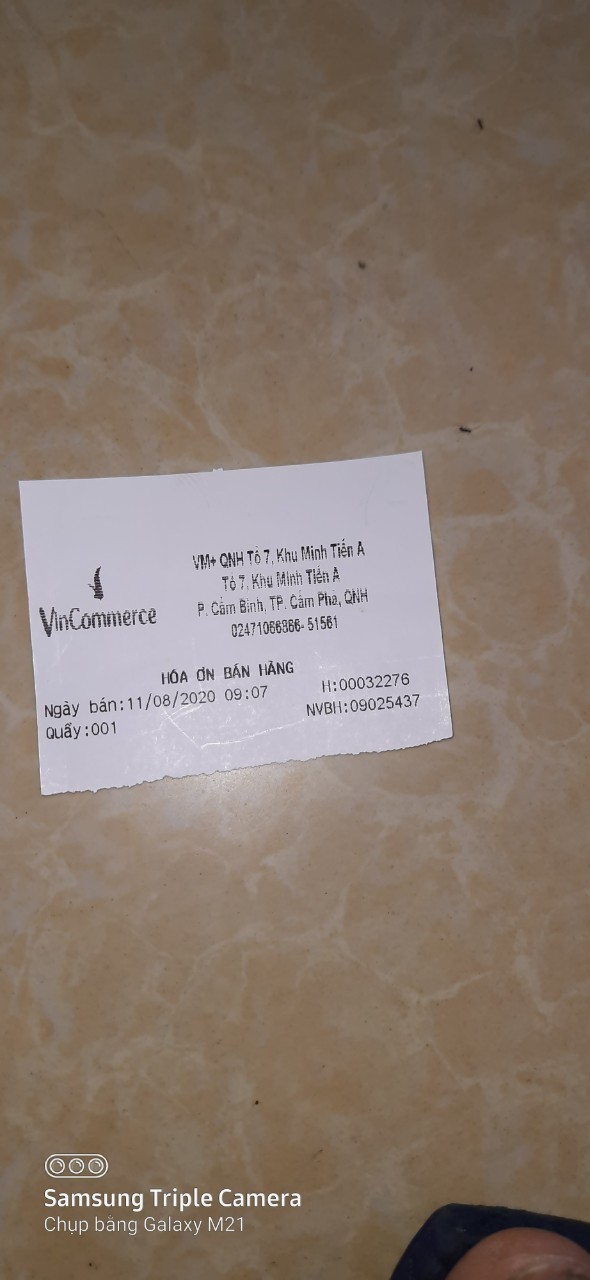 VinCommerce
VM+ QNH Tổ 7, Khu Minh Tiến A
Tổ 7, Khu Minh Tiến A
P. Cẩm Bình, TP. Cẩm Phả, QNH
02471066866- 51561
HÓA ƠN BÁN HÀNG
Ngày bán:11/08/2020 09:07 H:00032276
Quầy:001 NVBH:09025437
Samsung Triple Camera
Chụp bằng Galaxy M21